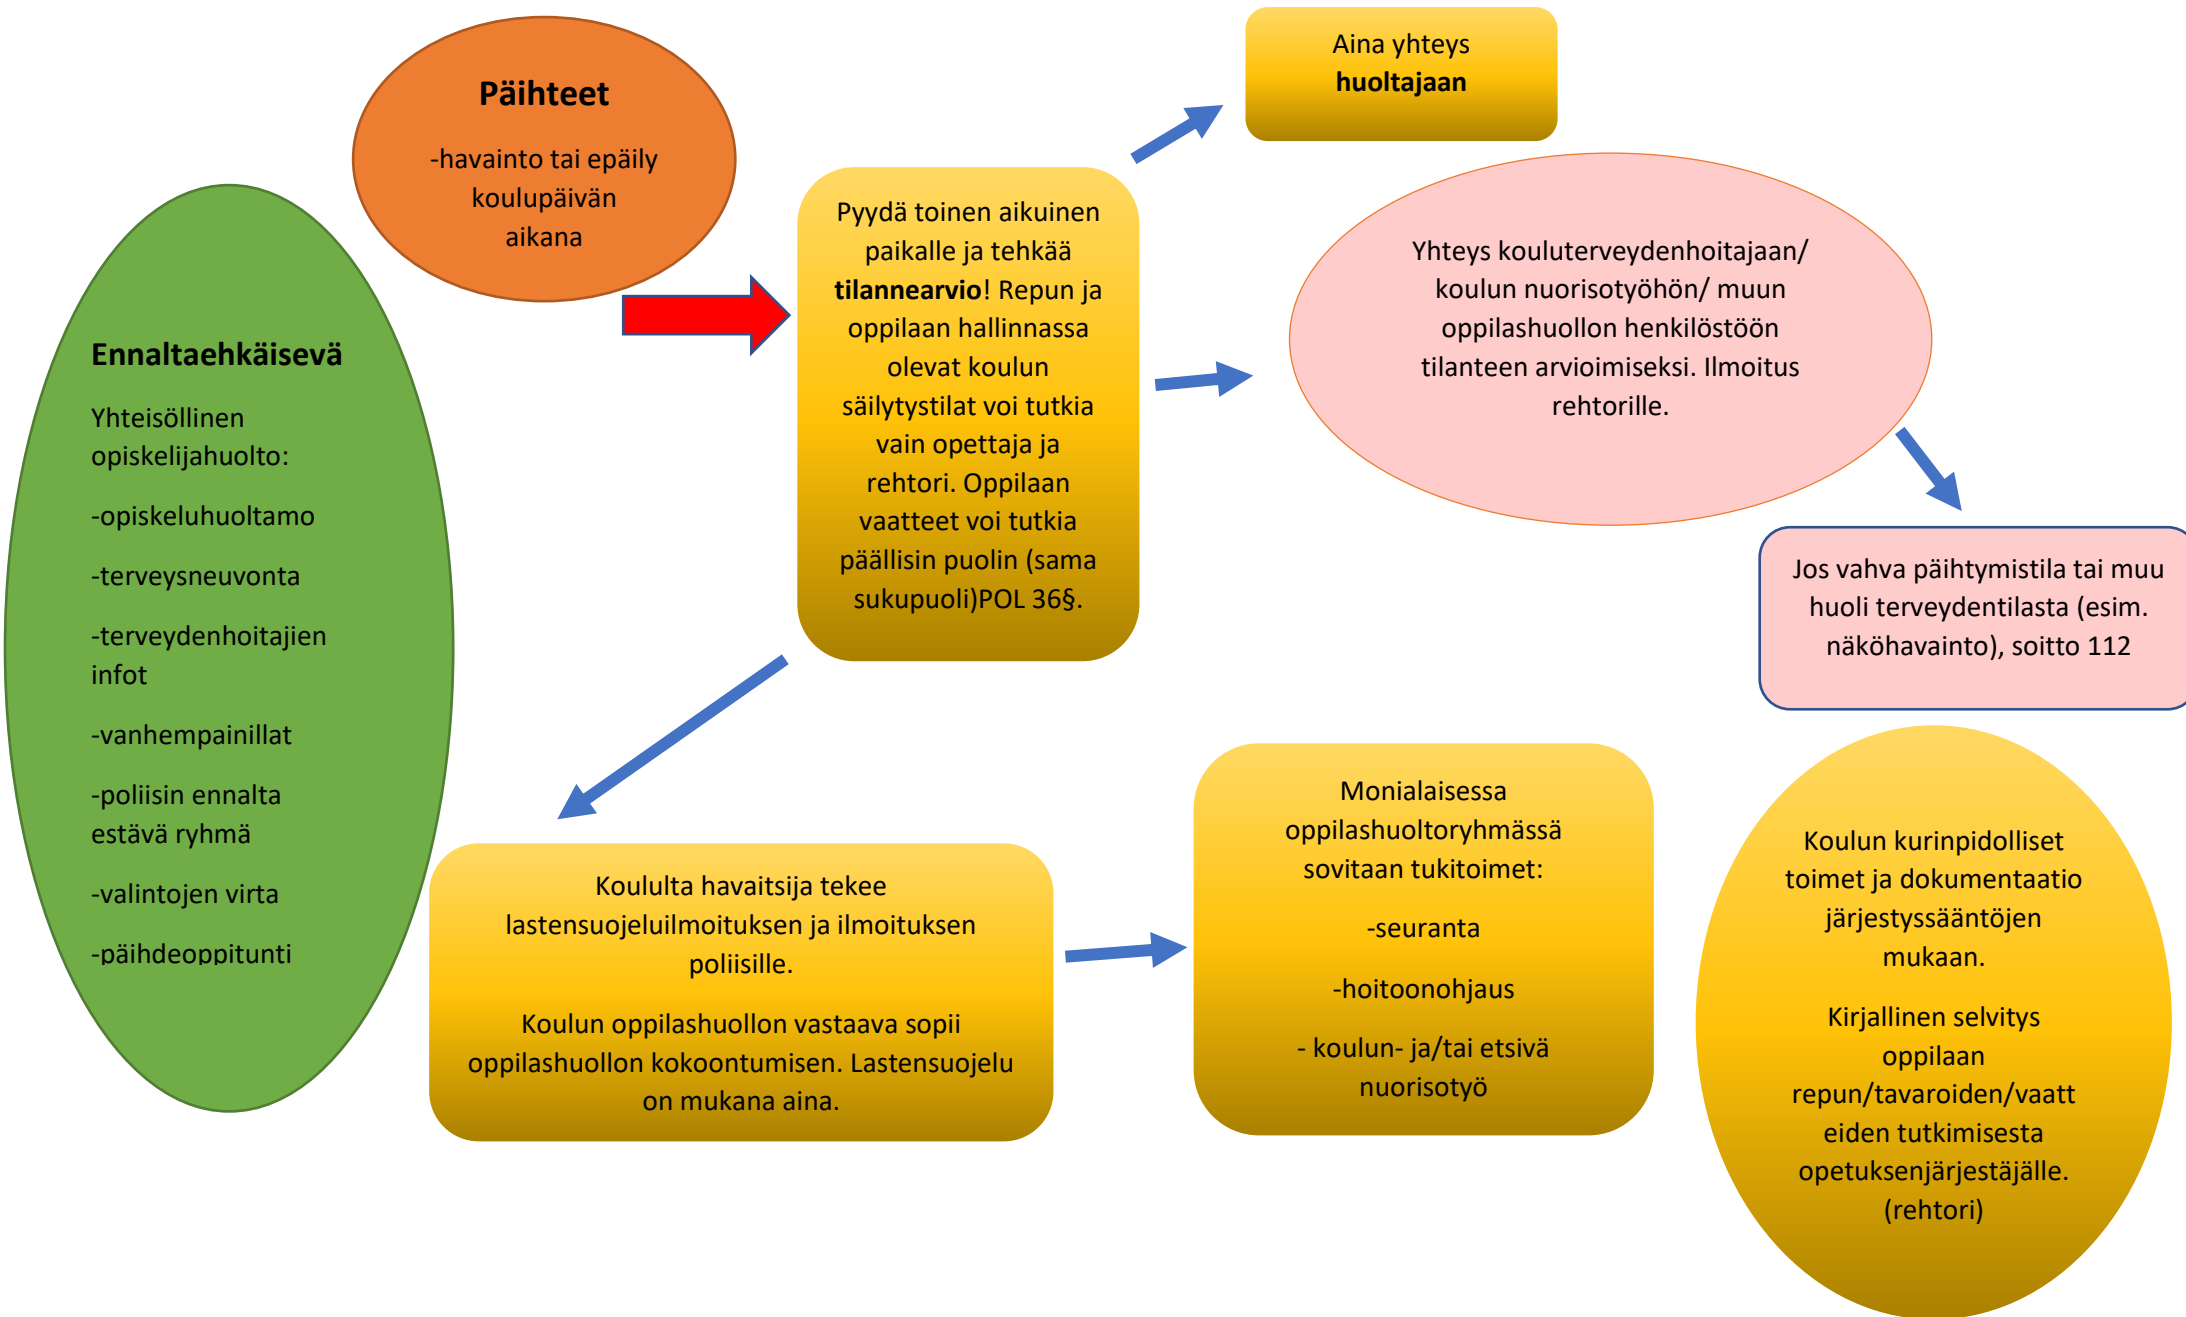 Päihteet
-havainto tai epäily
koulupäivän
aikana
Ennaltaehkäisevä
Yhteisöllinen
opiskelijahuolto:
-opiskeluhuoltamo
-terveysneuvonta
-terveydenhoitajien
infot
-vanhempainillat
-poliisin ennalta
estävä ryhmä
-valintojen virta
-päihdeoppitunti
Pyydä toinen aikuinen
paikalle ja tehkää
tilannearvio! Repun ja
oppilaan hallinnassa
olevat koulun
säilytystilat voi tutkia
vain opettaja ja
rehtori. Oppilaan
vaatteet voi tutkia
päällisin puolin (sama
sukupuoli)POL 36§.
Aina yhteys
huoltajaan
Yhteys kouluterveydenhoitajaan/
koulun nuorisotyöhön/ muun
oppilashuollon henkilöstöön
tilanteen arvioimiseksi. Ilmoitus
rehtorille.
Jos vahva päihtymistila tai muu
huoli terveydentilasta (esim.
näköhavainto), soitto 112
Koululta havaitsija tekee
lastensuojeluilmoituksen ja ilmoituksen
poliisille.
Koulun oppilashuollon vastaava sopii
oppilashuollon kokoontumisen. Lastensuojelu
on mukana aina.
Monialaisessa
oppilashuoltoryhmässä
sovitaan tukitoimet:
-seuranta
-hoitoonohjaus
- koulun- ja/tai etsivä
nuorisotyö
Koulun kurinpidolliset
toimet ja dokumentaatio
järjestyssääntöjen
mukaan.
Kirjallinen selvitys
oppilaan
repun/tavaroiden/vaatt
eiden tutkimisesta
opetuksenjärjestäjälle.
(rehtori)